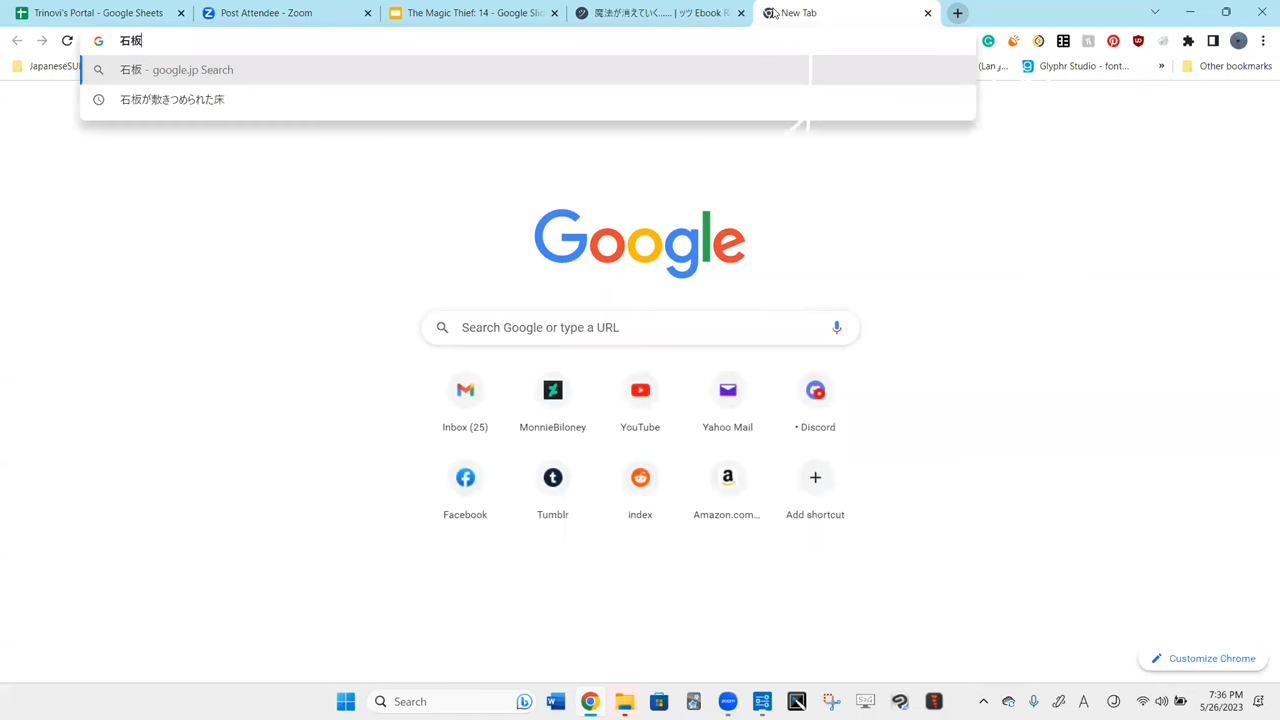 Trinovi's Portal - Google Sheets
Post Attendee - Zoom
The Magic Thief: 14 - Google Slid
魔法が消えていく…… | ッツ Ebook R
New Tab
石板
JapaneseSU
(Lan
Glyphr Studio - font...
»
Other bookmarks
石板 - google.jp Search
石板が敷きつめられた床
Google
Search Google or type a URL
Inbox (25)
MonnieBiloney
YouTube
Yahoo Mail
• Discord
Facebook
Tumblr
index
Amazon.com...
Add shortcut
Customize Chrome
Search
7:36 PM
5/26/2023